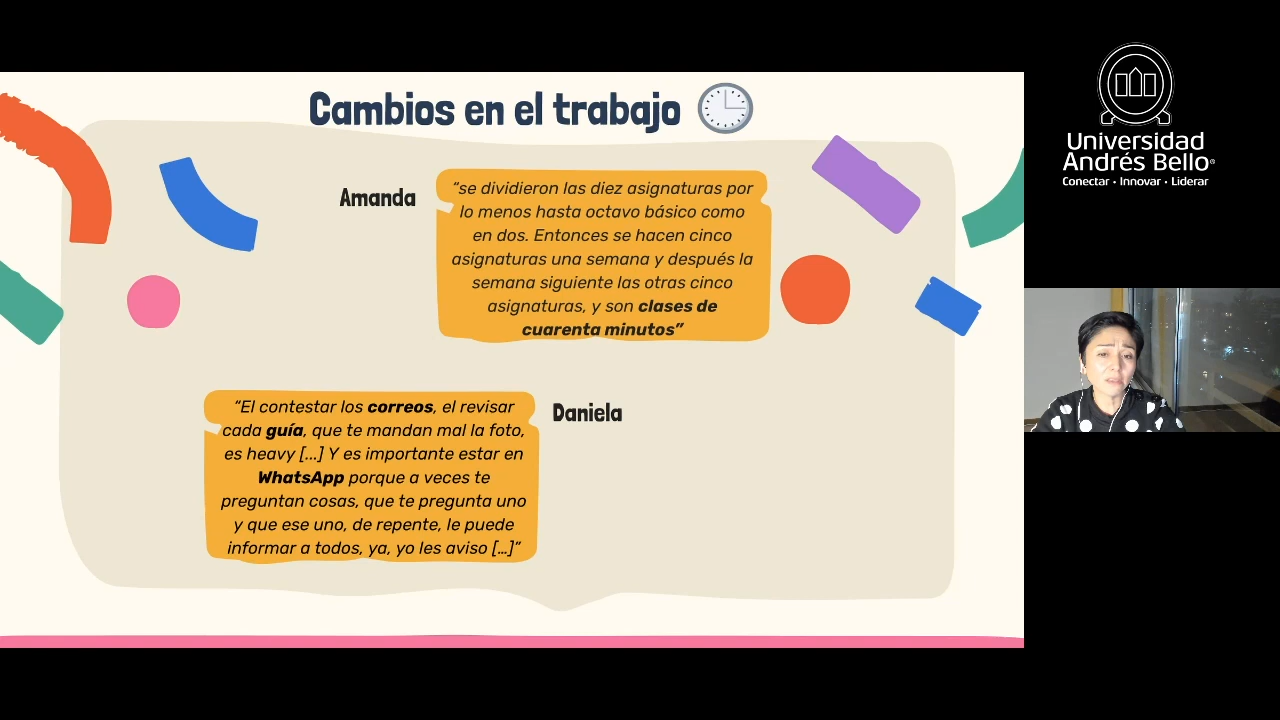 Cambios en el trabajo
Amanda
“se dividieron las diez asignaturas por
lo menos hasta octavo básico como
en dos. Entonces se hacen cinco
asignaturas una semana y después la
semana siguiente las otras cinco
asignaturas, y son clases de
cuarenta minutos”
“El contestar los correos, el revisar
cada guía, que te mandan mal la foto,
es heavy [...] Y es importante estar en
WhatsApp porque a veces te
preguntan cosas, que te pregunta uno
y que ese uno, de repente, le puede
informar a todos, ya, yo les aviso [...]”
Daniela
Universidad
Andrés Bello®
Conectar • Innovar • Liderar